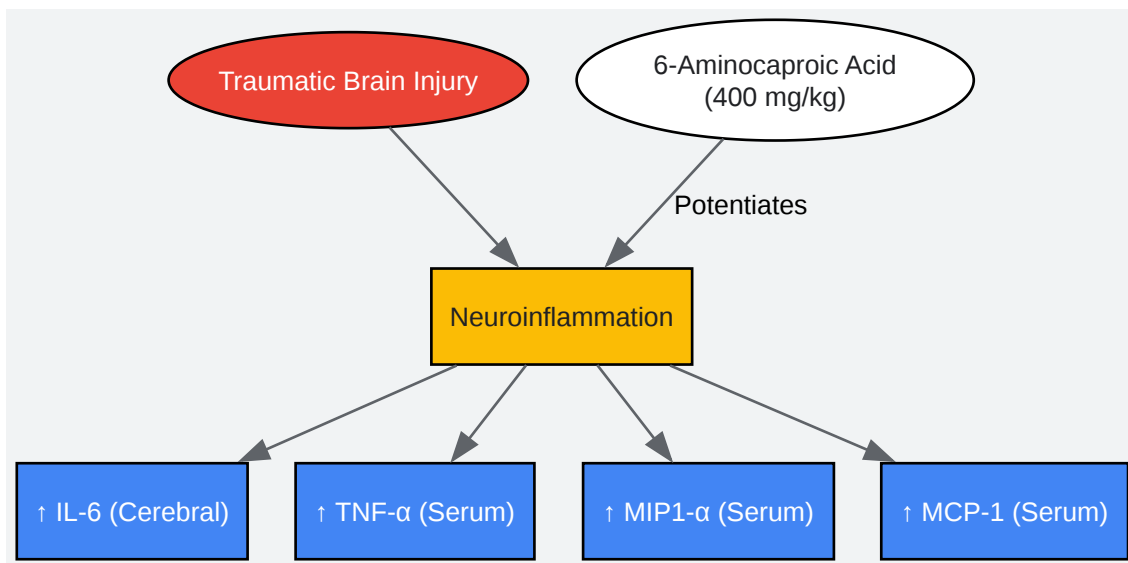 Traumatic Brain Injury
6-Aminocaproic Acid
(400 mg/kg)
Potentiates
Neuroinflammation
↑ IL-6 (Cerebral)
↑ TNF-α (Serum)
↑ MIP1-α (Serum)
↑ MCP-1 (Serum)